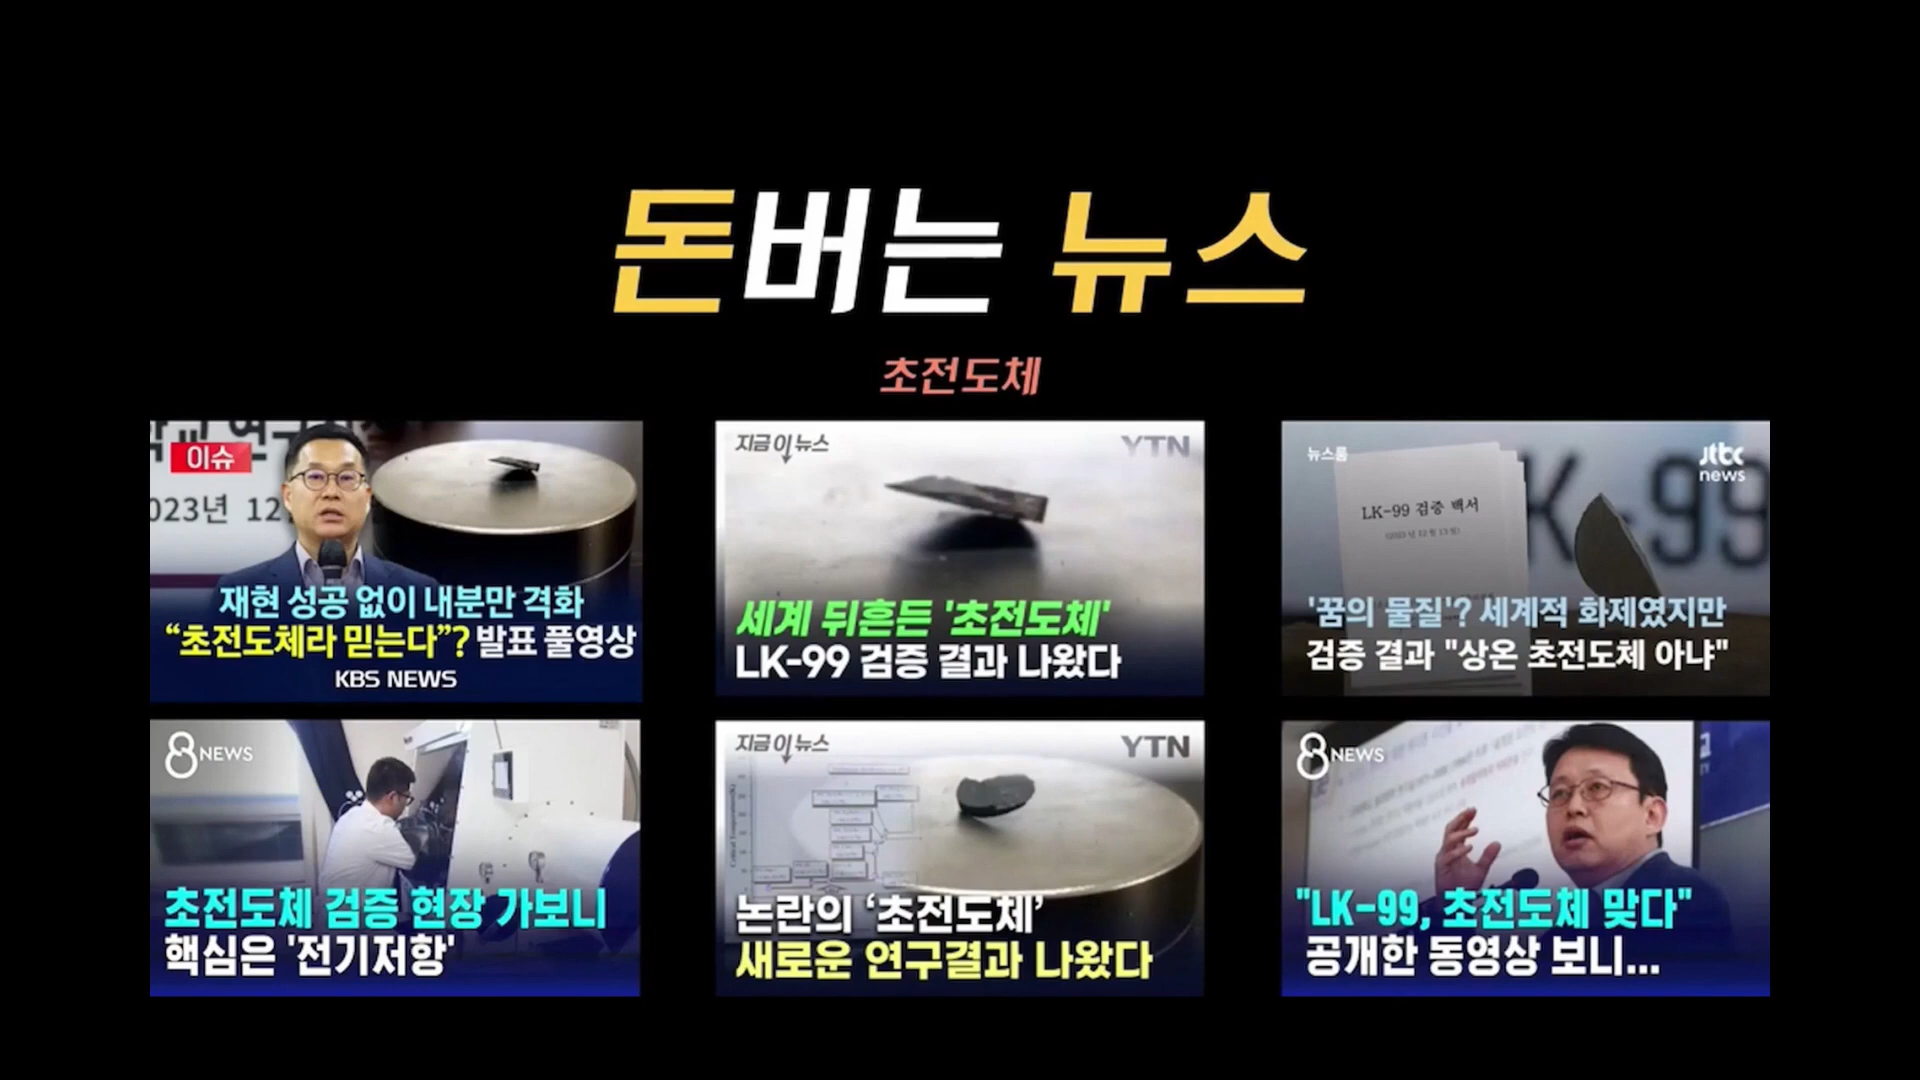 돈버는 뉴스
초전도체
이슈
023년 12
재현 성공 없이 내분만 격화
“초전도체라 믿는다”? 발표 풀영상
KBS NEWS
지금 이 뉴스
YTN
세계 뒤흔든 '초전도체'
LK-99 검증 결과 나왔다
뉴스룸
jtbc
news
LK-99 검증 백서
K-99
'꿈의 물질'? 세계적 화제였지만
검증 결과 "상온 초전도체 아냐"
8 NEWS
초전도체 검증 현장 가보니
핵심은 '전기저항'
지금 이 뉴스
YTN
논란의 ‘초전도체’
새로운 연구결과 나왔다
8 NEWS
"LK-99, 초전도체 맞다"
공개한 동영상 보니...